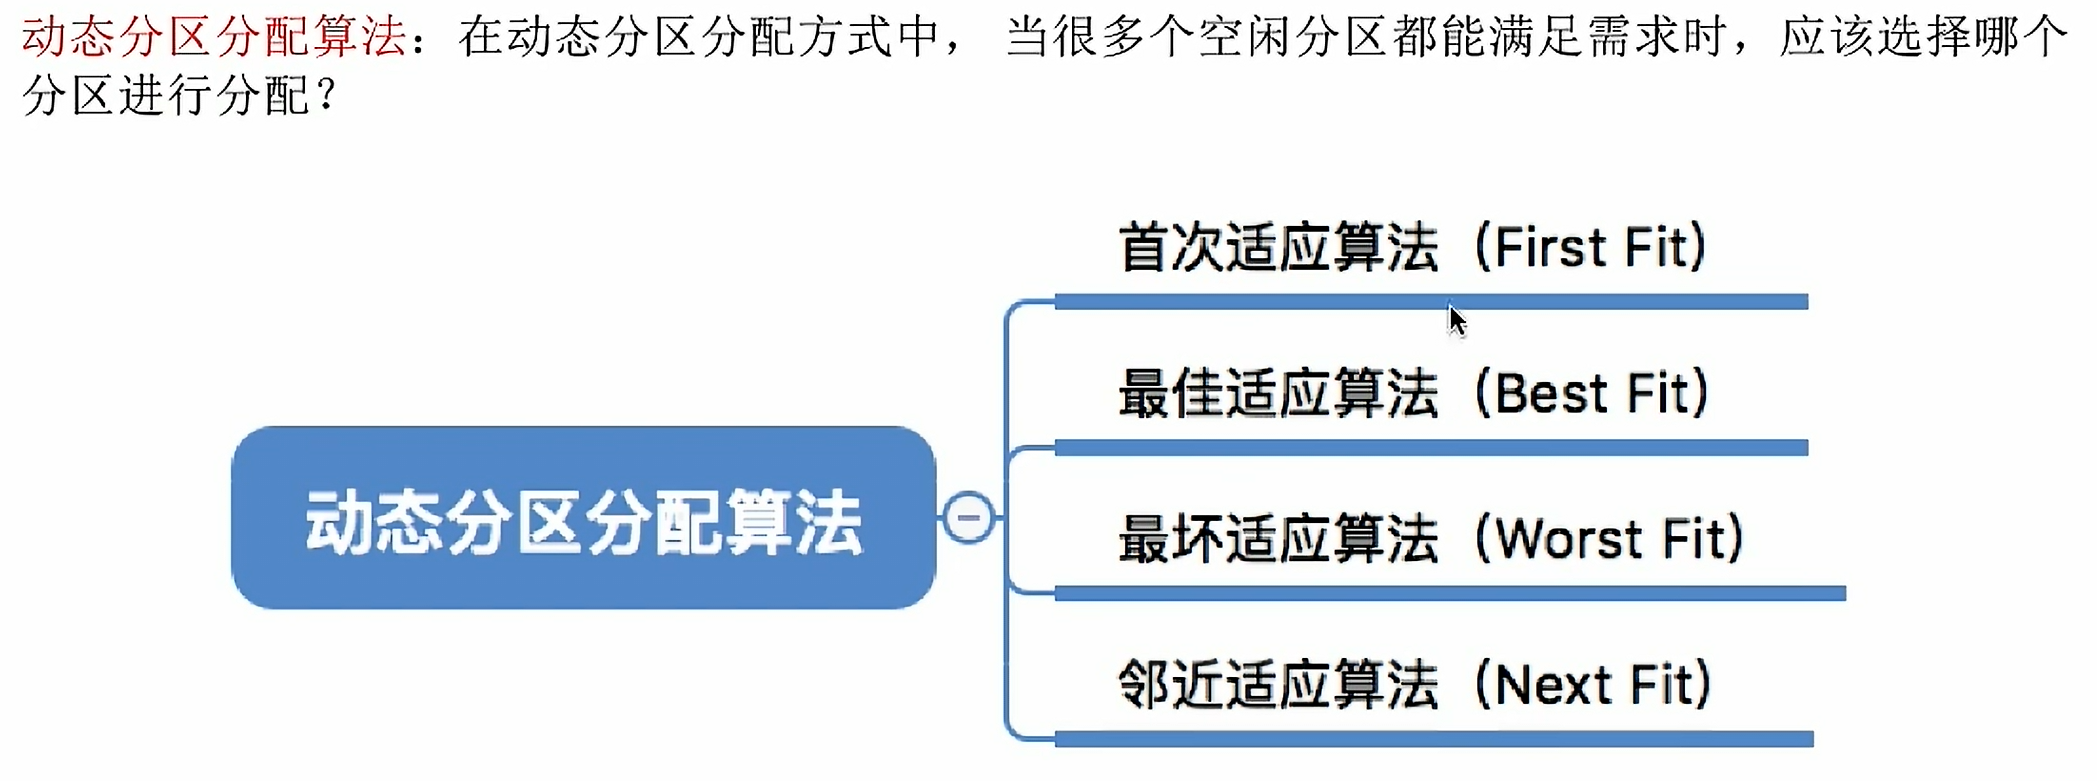 动态分区分配算法：在动态分区分配方式中， 当很多个空闲分区都能满足需求时，应该选择哪个
分区进行分配？
首次适应算法（First Fit）
最佳适应算法（Best Fit）
动态分区分配算法
最坏适应算法（Worst Fit）
邻近适应算法（Next Fit）